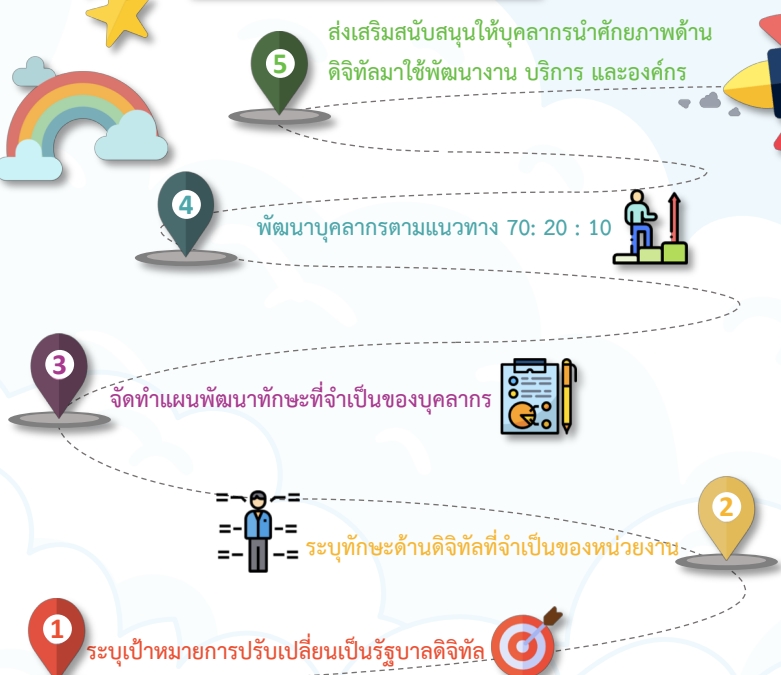 5
ส่งเสริมสนับสนุนให้บุคลากรนำศักยภาพด้าน
ดิจิทัลมาใช้พัฒนางาน บริการ และองค์กร
4
พัฒนาบุคลากรตามแนวทาง 70: 20 : 10
3
จัดทำแผนพัฒนาทักษะที่จำเป็นของบุคลากร
2
ระบุทักษะด้านดิจิทัลที่จำเป็นของหน่วยงาน
1
ระบุเป้าหมายการปรับเปลี่ยนเป็นรัฐบาลดิจิทัล